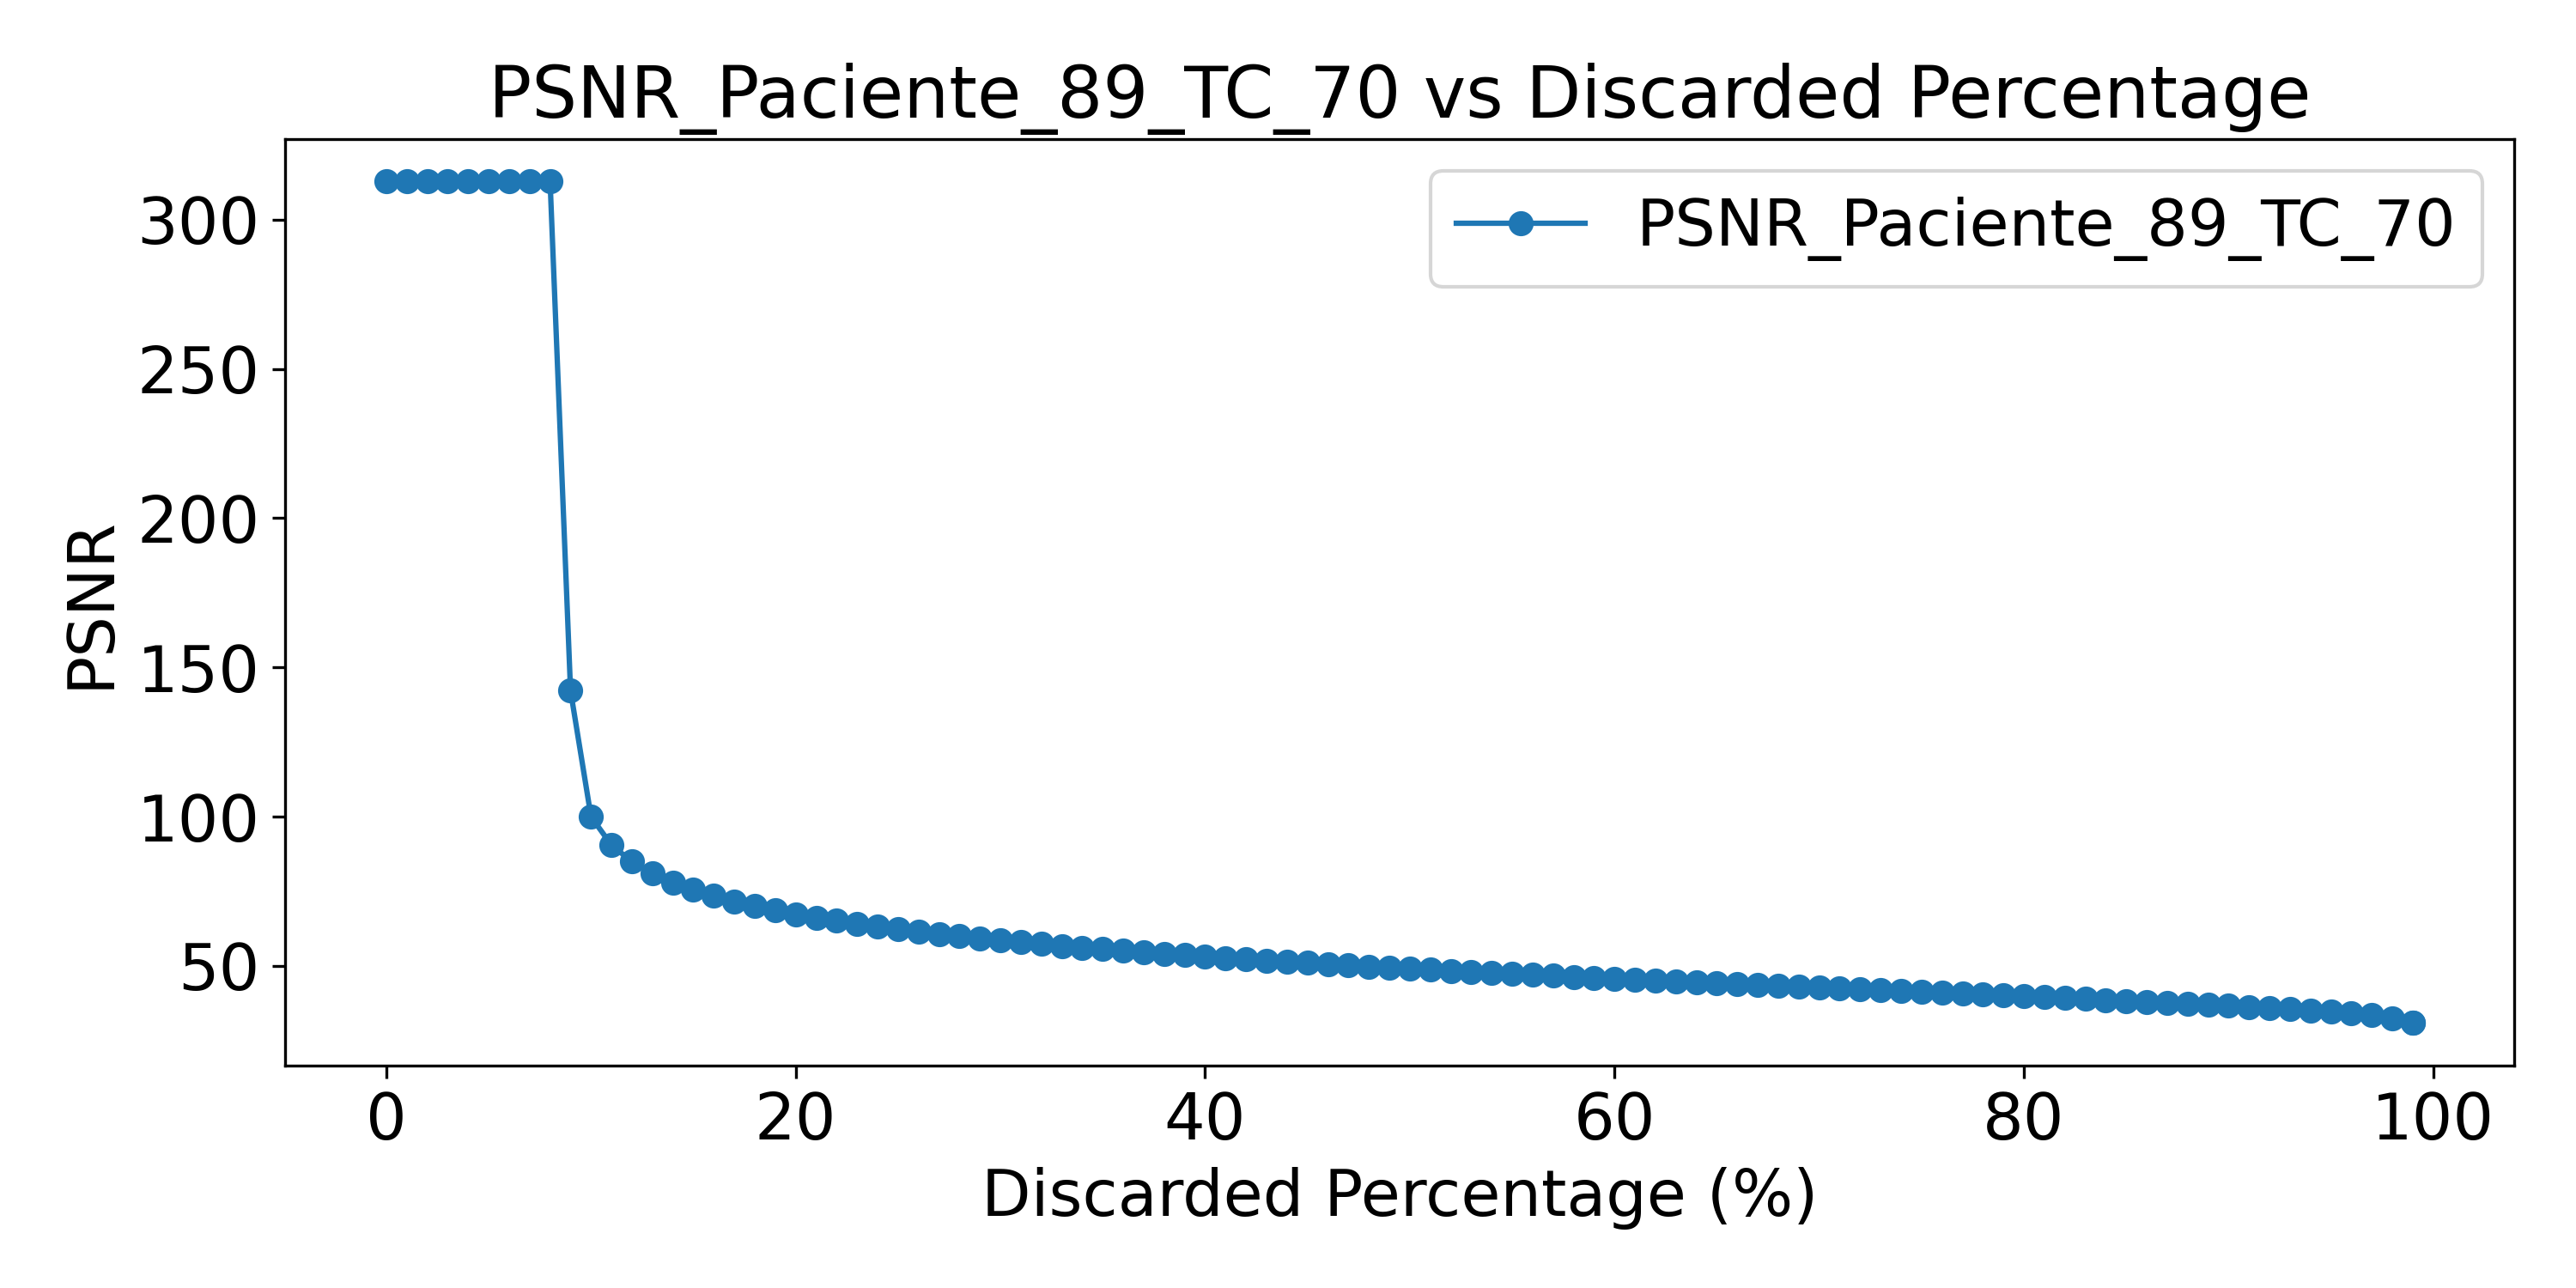 PSNR_Paciente_89_TC_70 vs Discarded Percentage
PSNR_Paciente_89_TC_70
300
250
200
150
100
50
PSNR
0 20 40 60 80 100
Discarded Percentage (%)